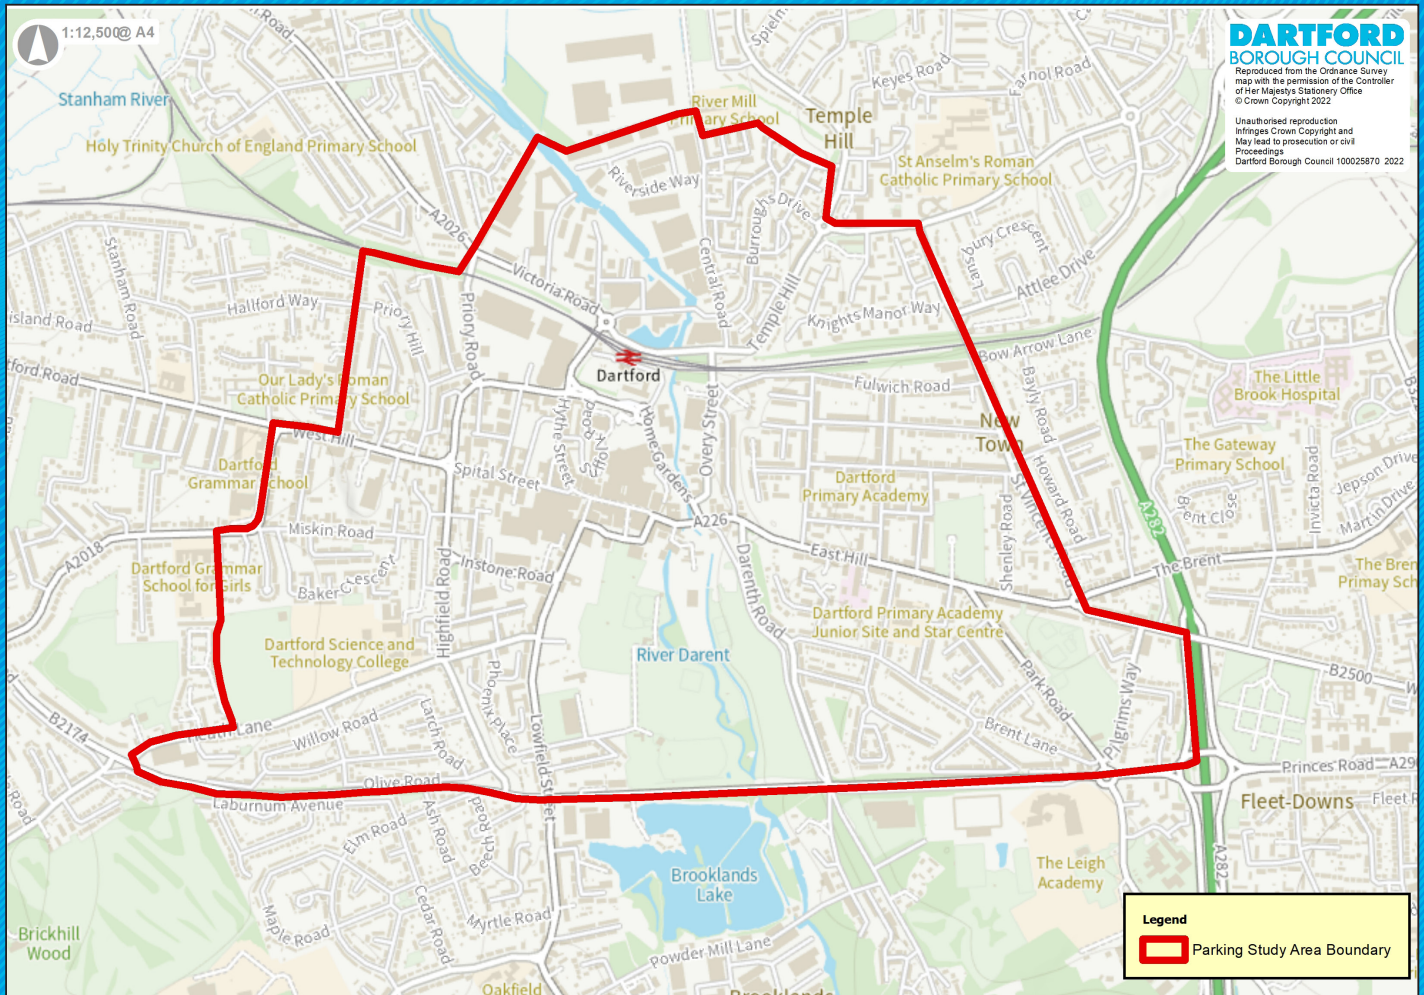 1:12,500@ A4
DARTFORD
BOROUGH COUNCIL
Reproduced from the Ordnance Survey
map with the permission of the Controller
of Her Majestys Stationery Office
© Crown Copyright 2022
Unauthorised reproduction
Infringes Crown Copyright and
May lead to prosecution or civil
Proceedings
Dartford Borough Council 100025870 2022
Road
Keyes Road
Farnol Road
Stanham River
River Mill
Primary School
Temple
Hill
Holy Trinity Church of England Primary School
St Anselm's Roman
Catholic Primary School
Riverside Way
Burroughs Drive
A2026
Central Road
Attlee Drive
Stanham Road
Victoria Road
Hallford Way
Priory Hill
Priory Road
Temple Hill
Knights Manor Way
Bow Arrow Lane
Dartford
Our Lady's Roman
Catholic Primary School
Fulwich Road
Bayly Road
The Little
Brook Hospital
West Hill
Hythe Street
Home Gardens
Overy Street
New
Town
The Gateway
Primary School
Dartford
Grammar School
Spital Street
Dartford
Primary Academy
Howard Road
Invicta Road
Jepson Drive
Martin Drive
Brent Close
A282
A226
Miskin Road
East Hill
Shenley Road
St Vincents Road
The Brent
A2018
Dartford Grammar
School for Girls
Instone Road
Baker Crescent
Highfield Road
Darenth Road
Dartford Primary Academy
Junior Site and Star Centre
Dartford Science and
Technology College
River Darent
Phoenix Place
Park Road
Pilgrims Way
B2500
B2174
Heath Lane
Willow Road
Larch Road
Lowfield Street
Brent Lane
Olive Road
Laburnum Avenue
Princes Road
Fleet-Downs
Elm Road
Ash Road
Beech Road
A282
Brooklands
Lake
The Leigh
Academy
Maple Road
Cedar Road
Myrtle Road
Brickhill
Wood
Powder Mill Lane
Oakfield
Brooklands
Legend
Parking Study Area Boundary